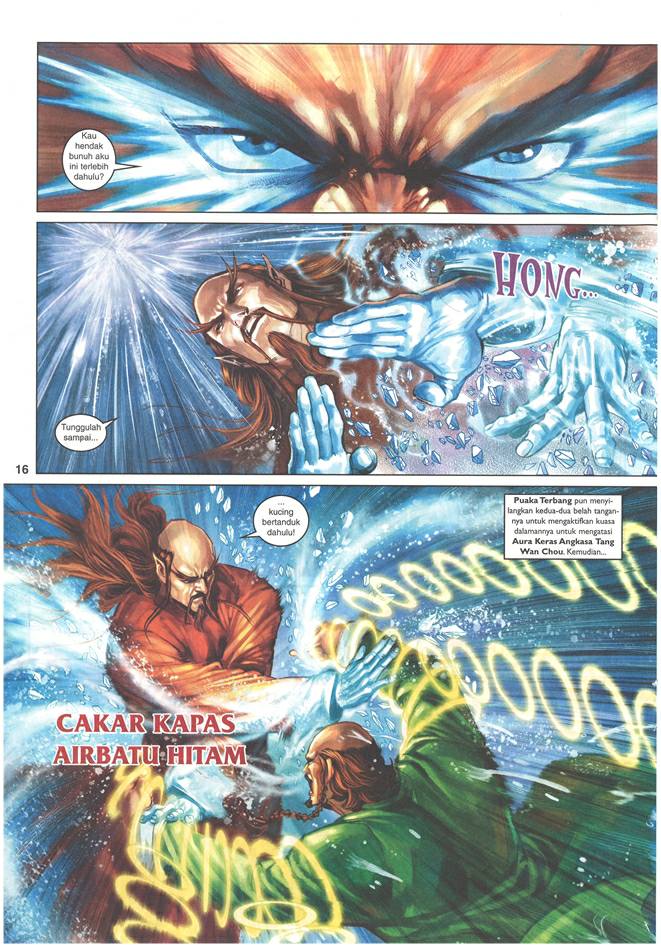 Kau
hendak
bunuh aku
ini terlebih
dahulu?
HONG...
Tunggulah
sampai...
16
...
kucing
bertanduk
dahulu!
Puaka Terbang pun menyi-
langkan kedua-dua belah tangan-
nya untuk mengaktifkan kuasa
dalamannya untuk mengatasi
Aura Keras Angkasa Tang
Wan Chou. Kemudian...
CAKAR KAPAS
AIRBATU HITAM